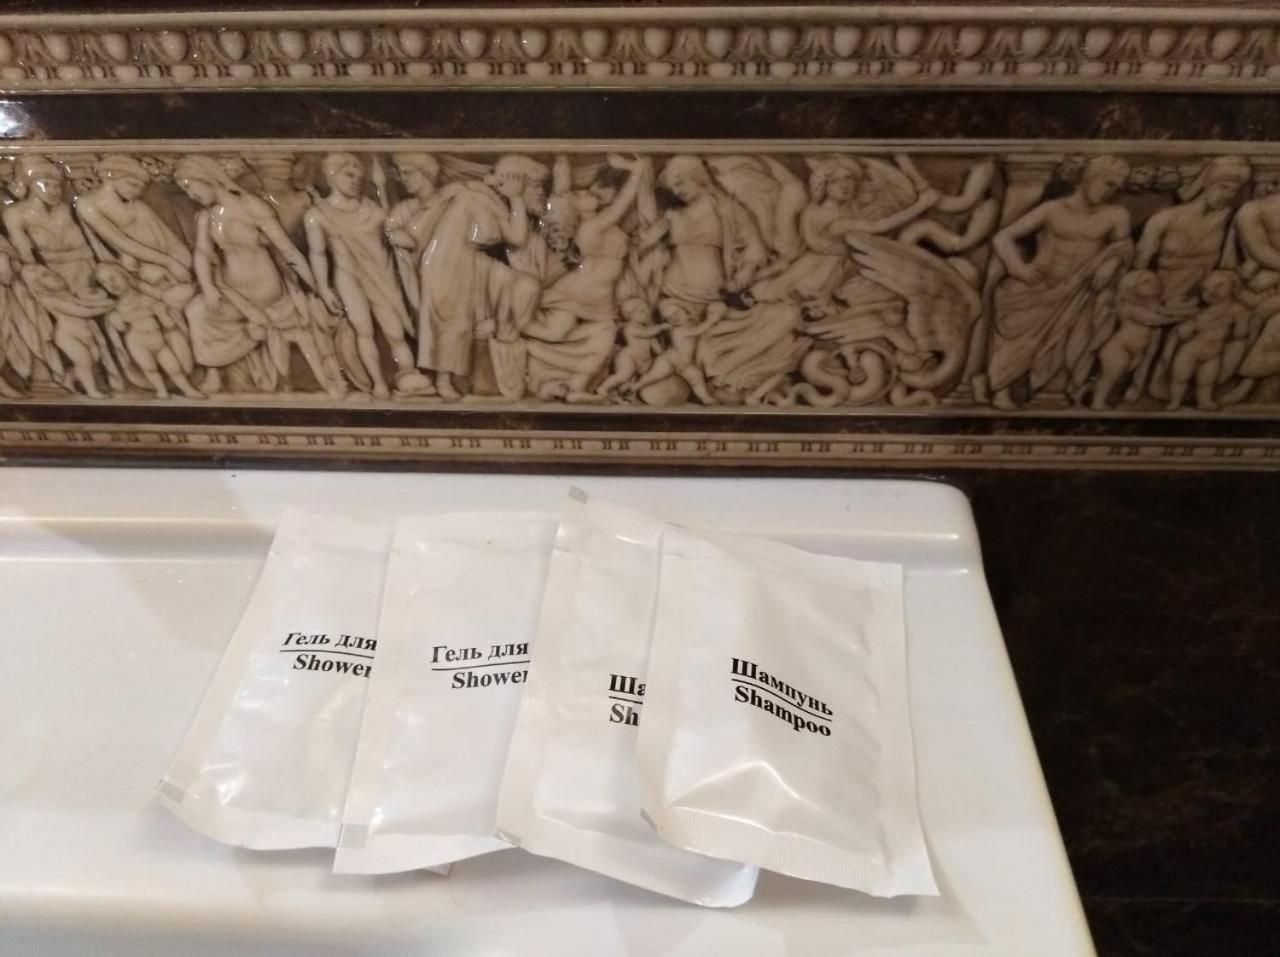 Гель для
Shower
Гель для
Shower
Ша
Sh
Шампунь
Shampoo